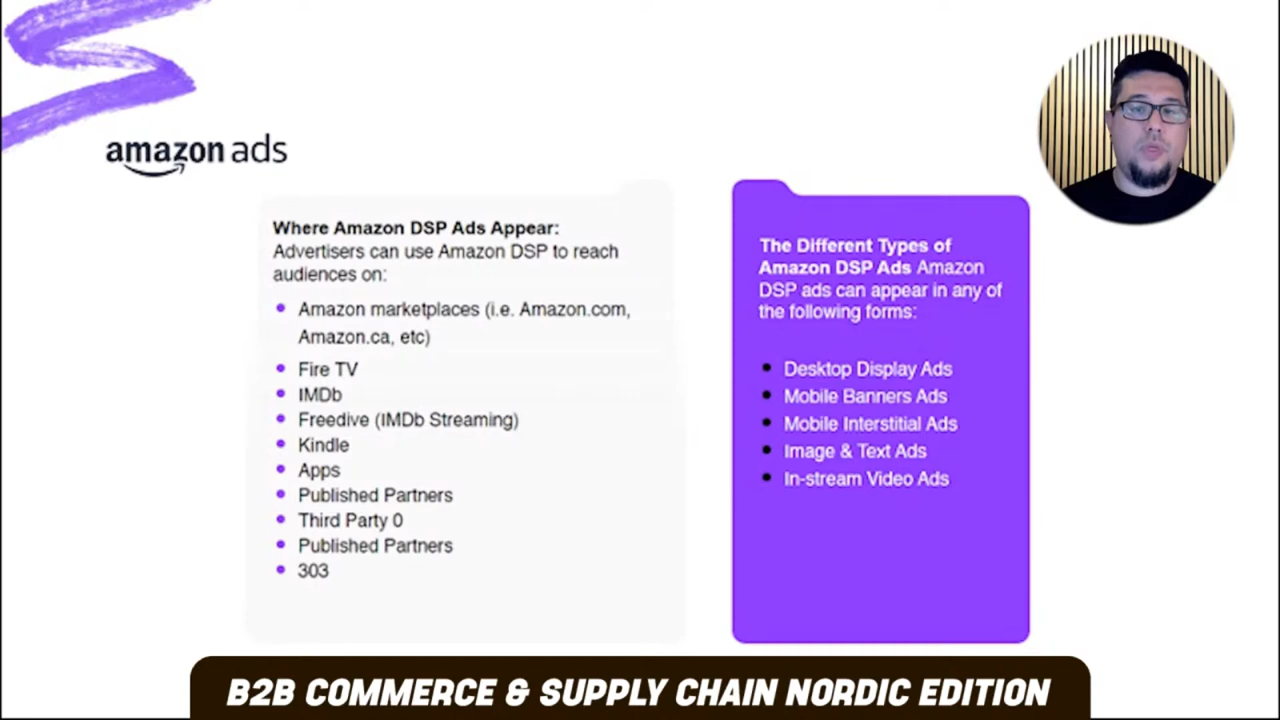 amazon ads
Where Amazon DSP Ads Appear:
Advertisers can use Amazon DSP to reach
audiences on:
Amazon marketplaces (i.e. Amazon.com,
Amazon.ca, etc)
Fire TV
IMDb
Freedive (IMDb Streaming)
Kindle
Apps
Published Partners
Third Party 0
Published Partners
303
The Different Types of
Amazon DSP Ads Amazon
DSP ads can appear in any of
the following forms:
Desktop Display Ads
Mobile Banners Ads
Mobile Interstitial Ads
Image & Text Ads
In-stream Video Ads
B2B COMMERCE & SUPPLY CHAIN NORDIC EDITION